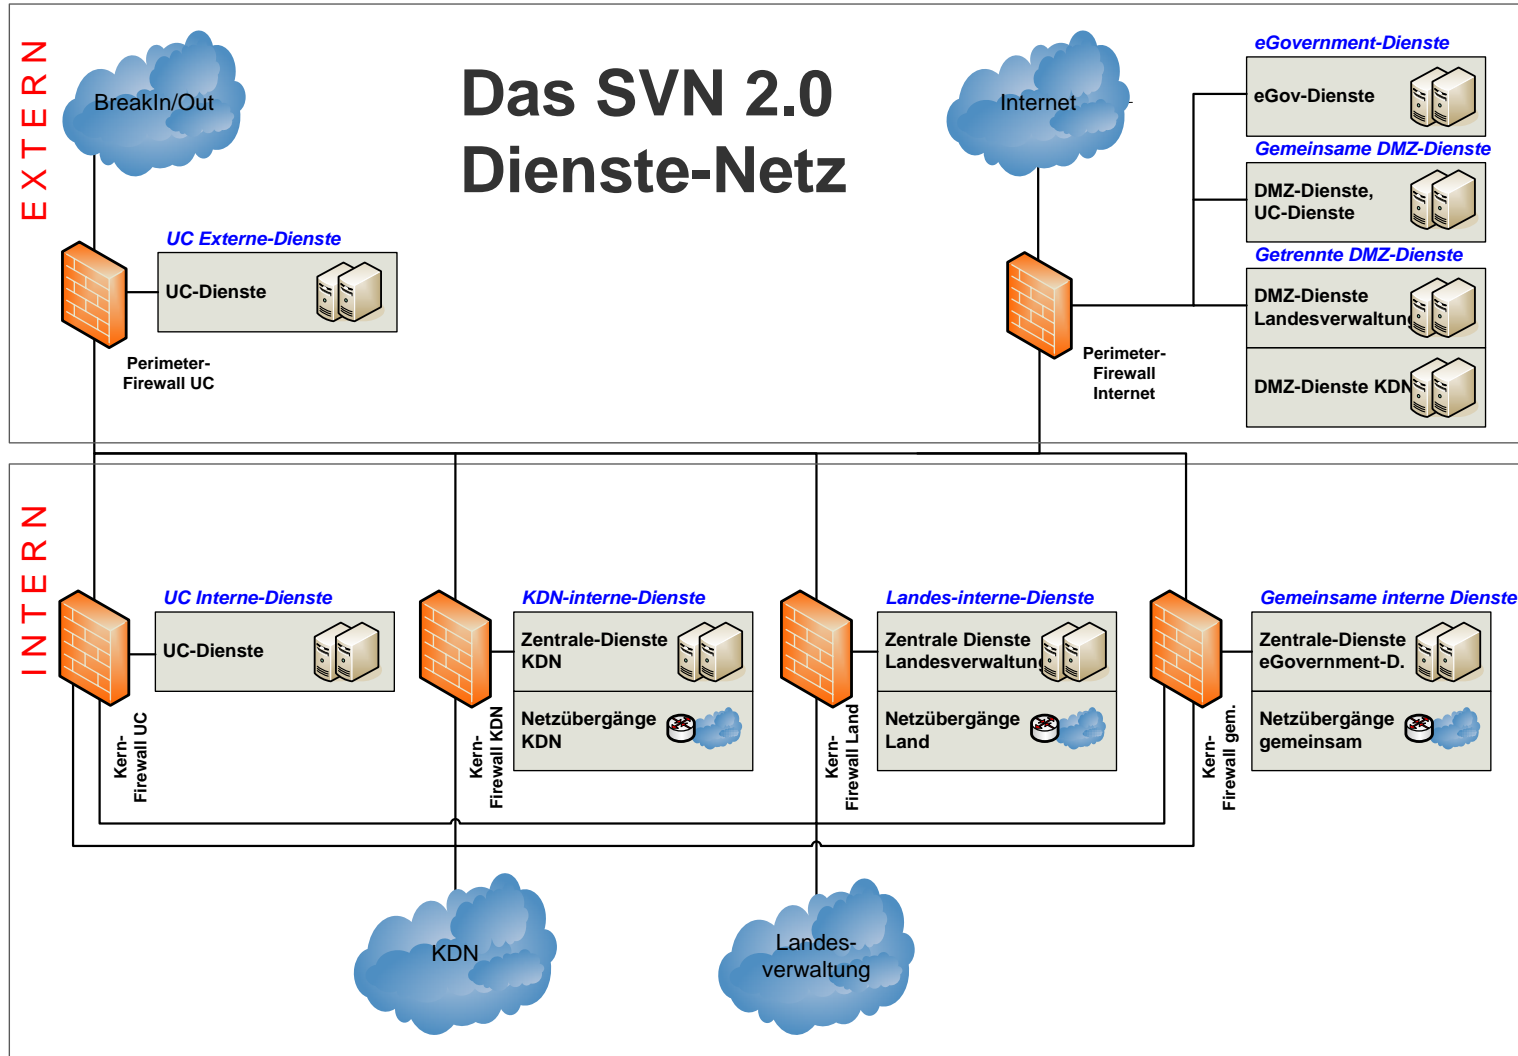 EXTERN
BreakIn/Out
Das SVN 2.0
Dienste-Netz
Internet
eGovernment-Dienste
eGov-Dienste
Gemeinsame DMZ-Dienste
DMZ-Dienste,
UC-Dienste
Getrennte DMZ-Dienste
DMZ-Dienste
Landesverwaltung
DMZ-Dienste KDN
UC Externe-Dienste
UC-Dienste
Perimeter-
Firewall UC
Perimeter-
Firewall
Internet
INTERN
UC Interne-Dienste
UC-Dienste
Kern-
Firewall UC
KDN-interne-Dienste
Zentrale-Dienste
KDN
Netzübergänge
KDN
Kern-
Firewall KDN
Landes-interne-Dienste
Zentrale Dienste
Landesverwaltung
Netzübergänge
Land
Kern-
Firewall Land
Gemeinsame interne Dienste
Zentrale-Dienste
eGovernment-D.
Netzübergänge
gemeinsam
Kern-
Firewall gem.
KDN
Landes-
verwaltung